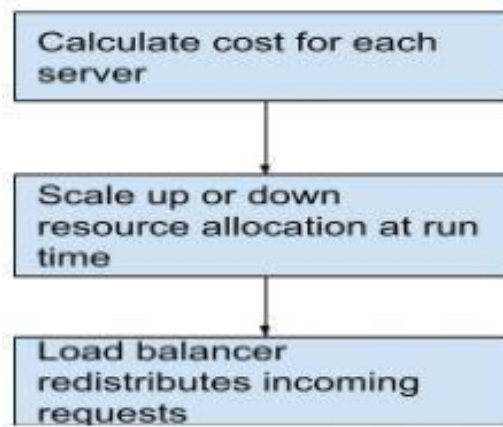 Calculate cost for each
server
Scale up or down
resource allocation at run
time
Load balancer
redistributes incoming
requests